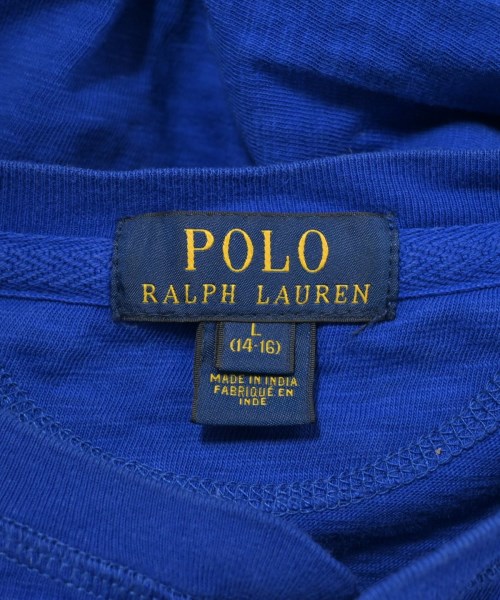 POLO
RALPH LAUREN
L
(14-16)
MADE IN INDIA
FABRIQUÉ EN
INDE